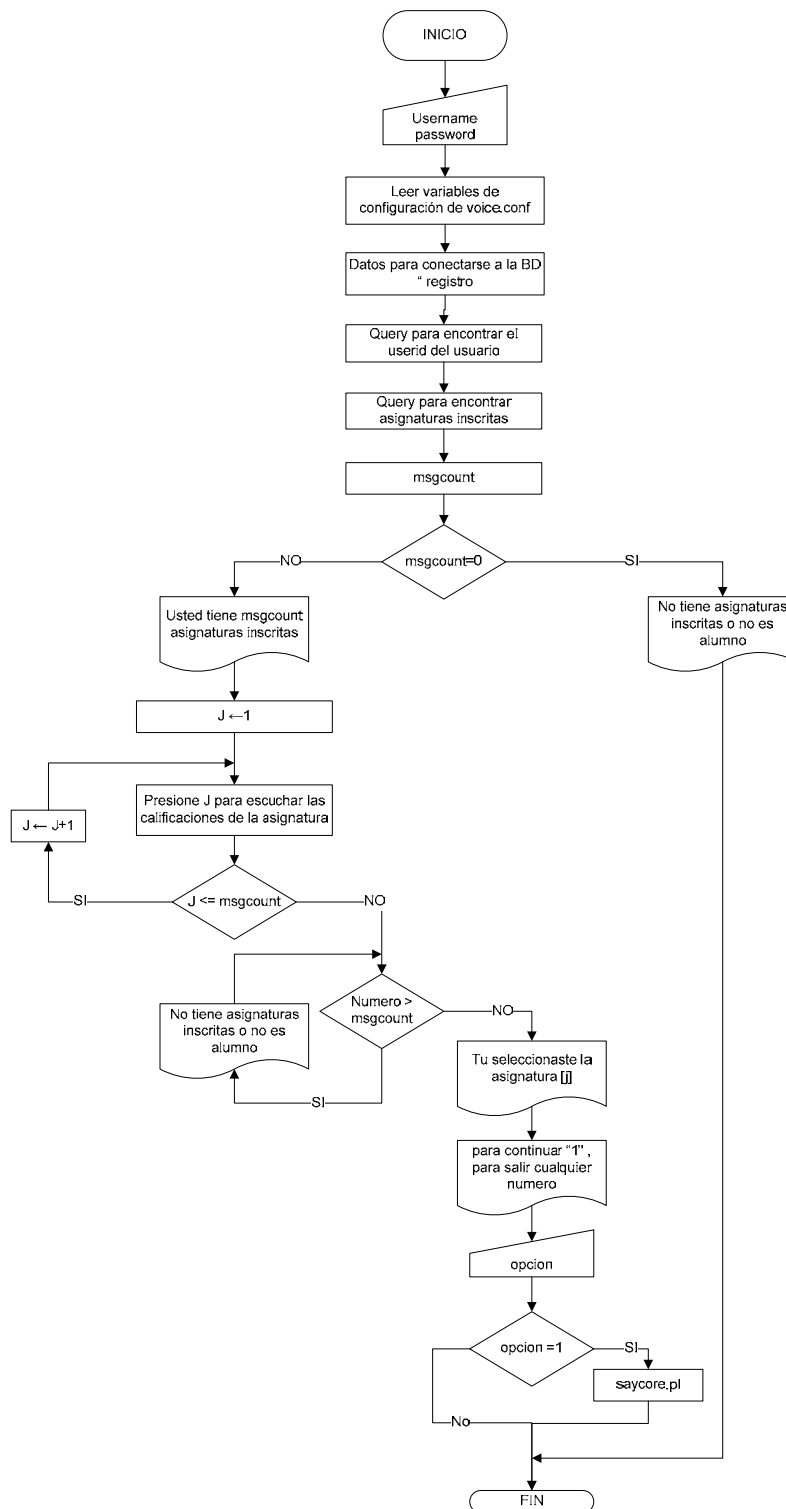 INICIO
Username
password
Leer variables de
configuración de voice.conf
Datos para conectarse a la BD
“ registro
Query para encontrar el
userid del usuario
Query para encontrar
asignaturas inscritas
msgcount
msgcount=0
NO
SI
Usted tiene msgcount
asignaturas inscritas
No tiene asignaturas
inscritas o no es
alumno
J ←1
Presione J para escuchar las
calificaciones de la asignatura
J ← J+1
J <= msgcount
SI
NO
Numero >
msgcount
NO
No tiene asignaturas
inscritas o no es
alumno
SI
Tu seleccionaste la
asignatura [j]
para continuar “1” ,
para salir cualquier
numero
opcion
opcion =1
SI
saycore.pl
No
FIN